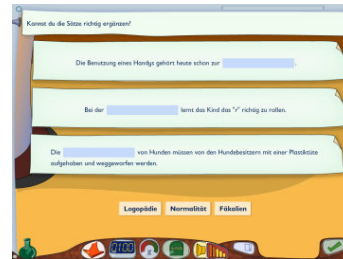 Kannst du die Sätze richtig ergänzen?
Die Benutzung eines Handys gehört heute schon zur .
Bei der lernt das Kind das "r" richtig zu rollen.
Die von Hunden müssen von den Hundebesitzern mit einer Plastiktüte
aufgehoben und weggeworfen werden.
Logopädie Normalität Fäkalien
0100